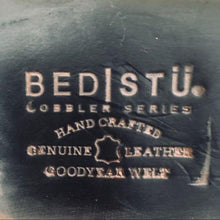 BED|STÜ.
COBBLER SERIES
HAND CRAFTED
GENUINE LEATHER
GOODYEAR WELT